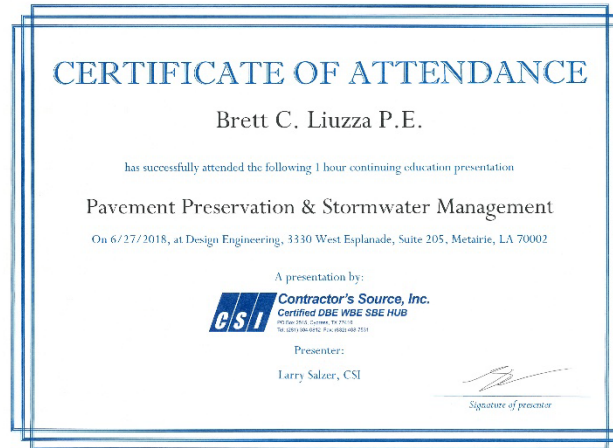 CERTIFICATE OF ATTENDANCE
Brett C. Liuzza P.E.
has successfully attended the following 1 hour continuing education presentation
Pavement Preservation & Stormwater Management
On 6/27/2018, at Design Engineering, 3330 West Esplanade, Suite 205, Metairie, LA 70002
A presentation by:
CSI
Contractor's Source, Inc.
Certified DBE WBE SBE HUB
Presenter:
Larry Salzer, CSI
Signature of presenter